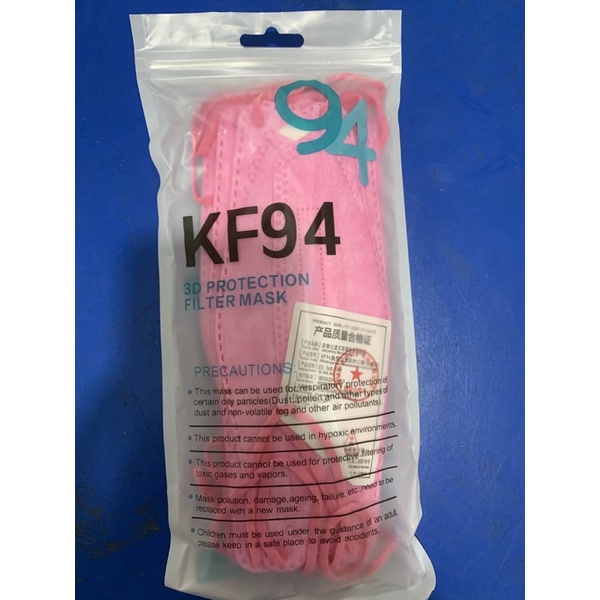 94
KF94
3D PROTECTION
FILTER MASK
产品质量合格证
PRECAUTIONS:
This mask can be used for respiratory protection of
certain oily particles(Dust, pollen and other types of
dust and non-volatile fog and other air pollutants).
This product cannot be used in hypoxic environments.
This product cannot be used for protective filtering of
toxic gases and vapors.
Mask pollution, damage,ageing, failure, etc.,need to be
replaced with a new mask.
Children must be used under the guidance of an adult,
please keep in a safe place to avoid accidents.